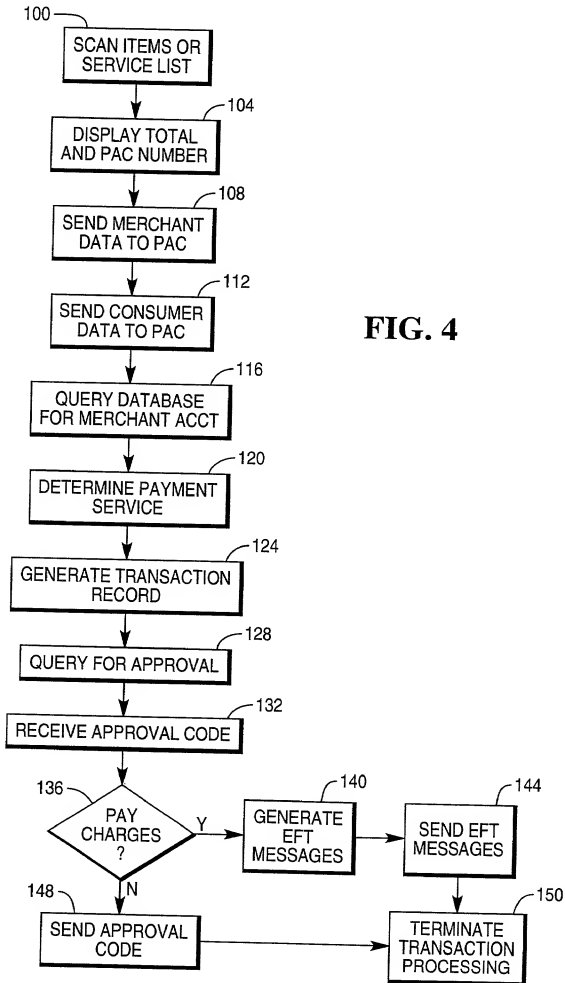 100
SCAN ITEMS OR
SERVICE LIST
104
DISPLAY TOTAL
AND PAC NUMBER
108
SEND MERCHANT
DATA TO PAC
112
SEND CONSUMER
DATA TO PAC
FIG. 4
116
QUERY DATABASE
FOR MERCHANT ACCT
120
DETERMINE PAYMENT
SERVICE
124
GENERATE TRANSACTION
RECORD
128
QUERY FOR APPROVAL
132
RECEIVE APPROVAL CODE
136
PAY
CHARGES
?
Y
140
GENERATE
EFT
MESSAGES
144
SEND EFT
MESSAGES
N
148
SEND APPROVAL
CODE
150
TERMINATE
TRANSACTION
PROCESSING